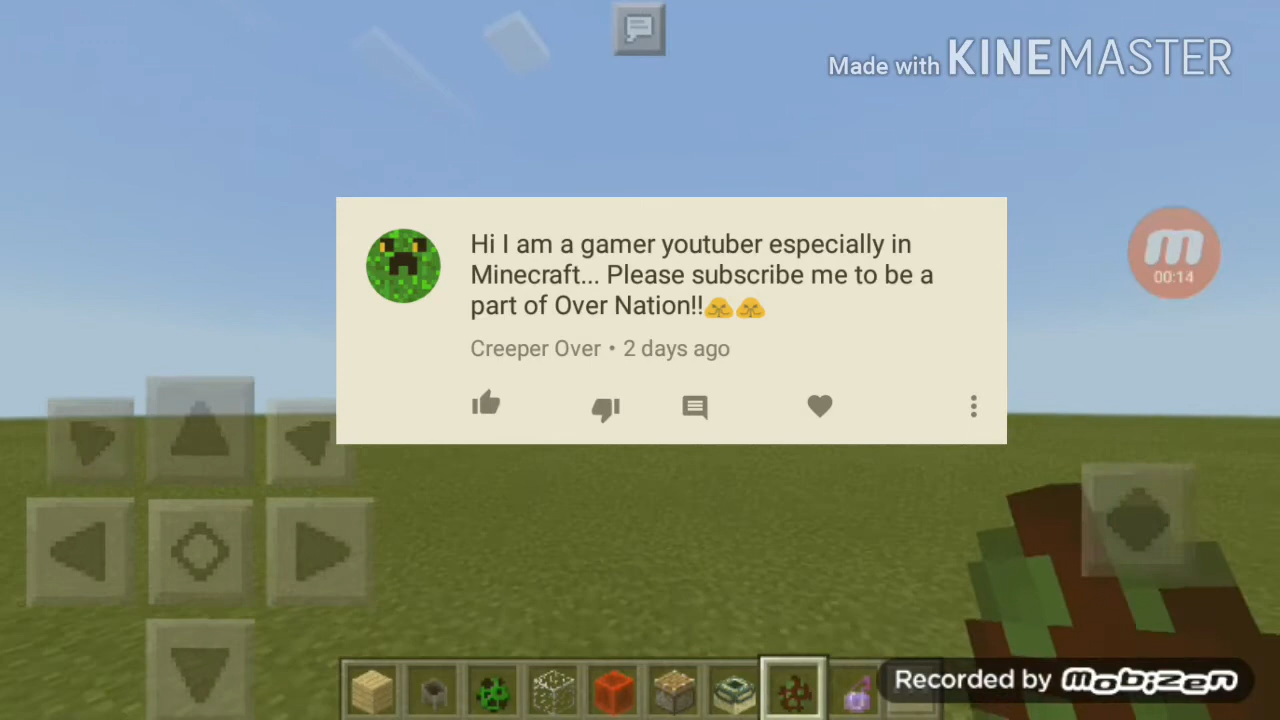 Made with KINEMASTER
Hi I am a gamer youtuber especially in
Minecraft... Please subscribe me to be a
part of Over Nation!!🙏🙏
Creeper Over • 2 days ago
00:14
Recorded by mobizen